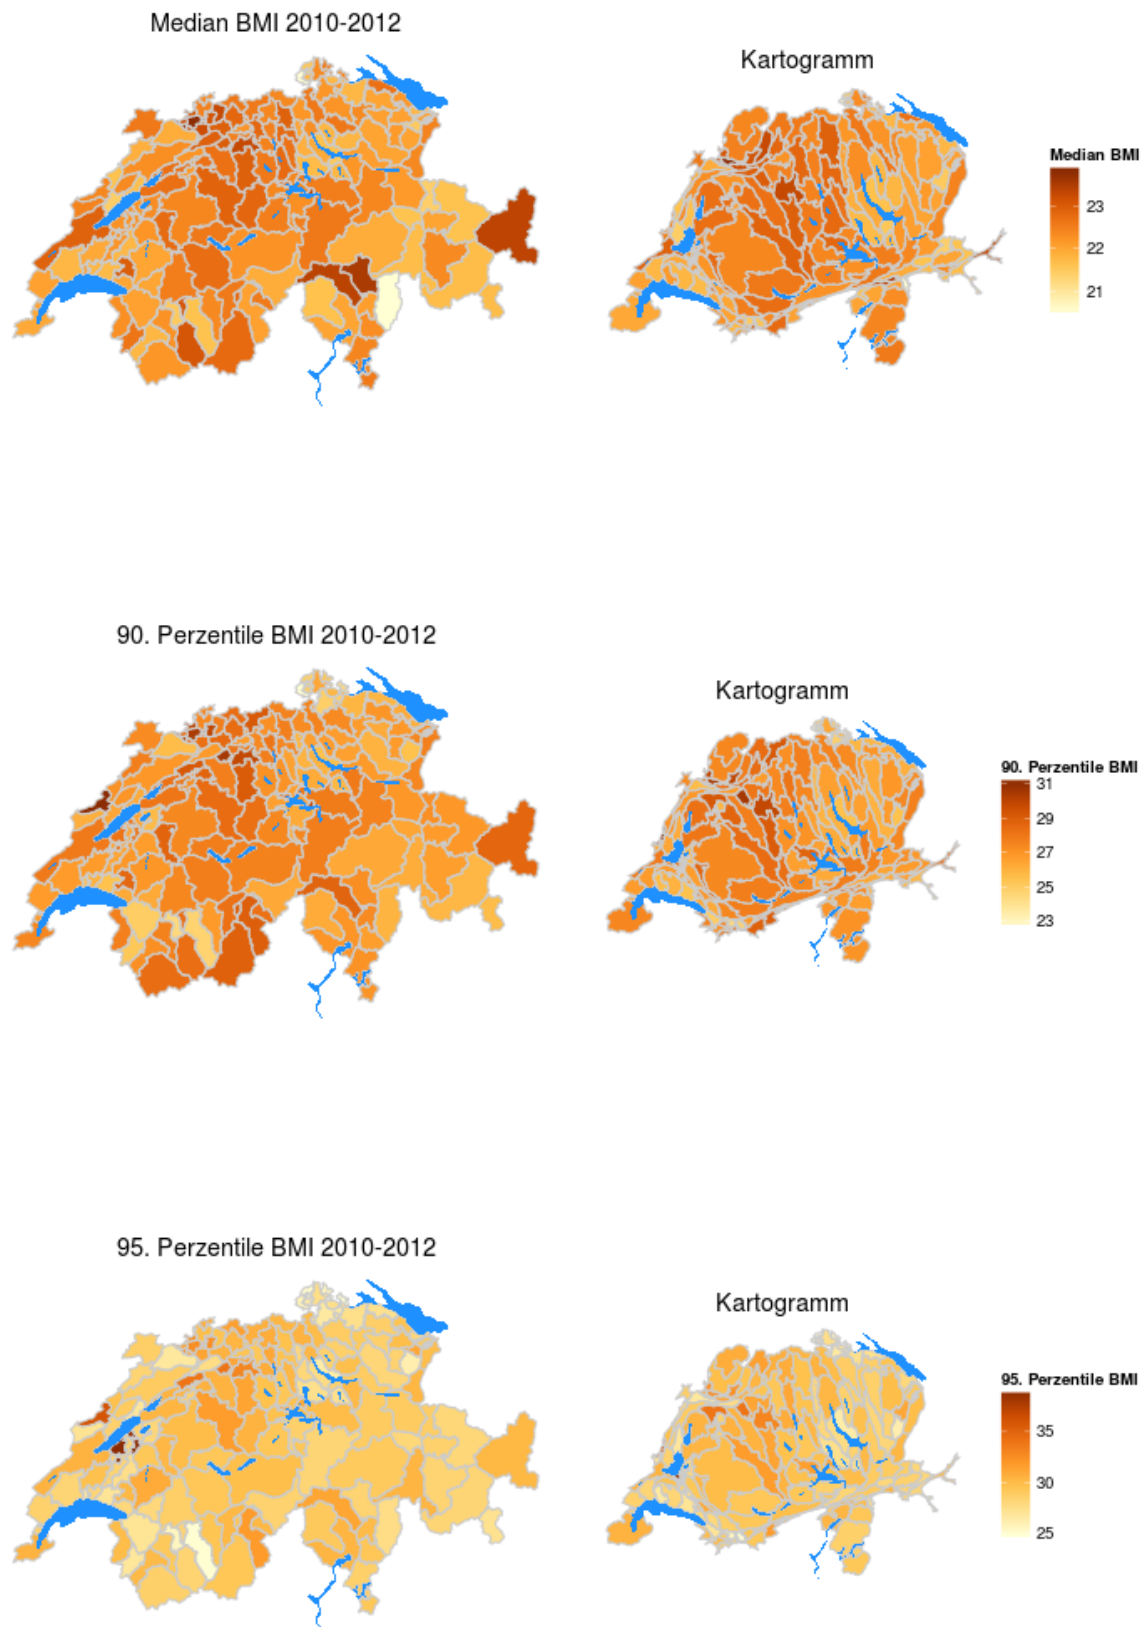 Median BMI 2010-2012
Kartogramm
Median BMI
23
22
21
90. Perzentile BMI 2010-2012
Kartogramm
90. Perzentile BMI
31
29
27
25
23
95. Perzentile BMI 2010-2012
Kartogramm
95. Perzentile BMI
35
30
25